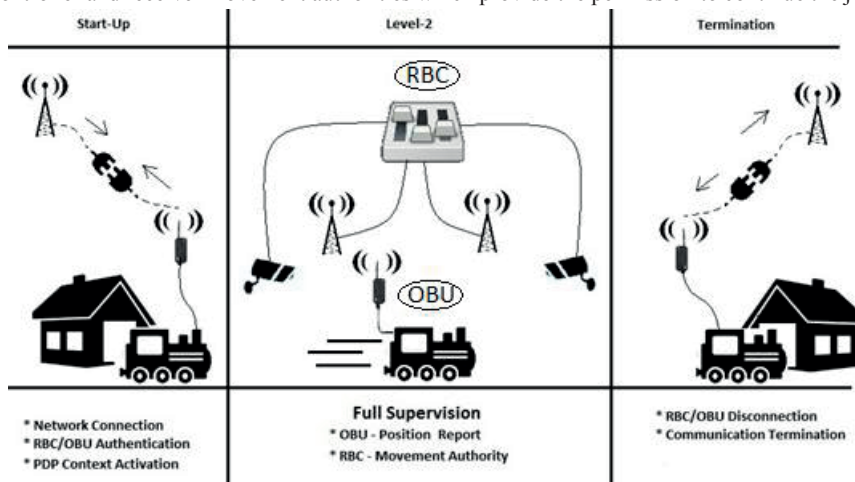 Start-Up
Level-2
Termination
RBC
OBU
* Network Connection
* RBC/OBU Authentication
* PDP Context Activation
Full Supervision
* OBU - Position Report
* RBC - Movement Authority
* RBC/OBU Disconnection
* Communication Termination